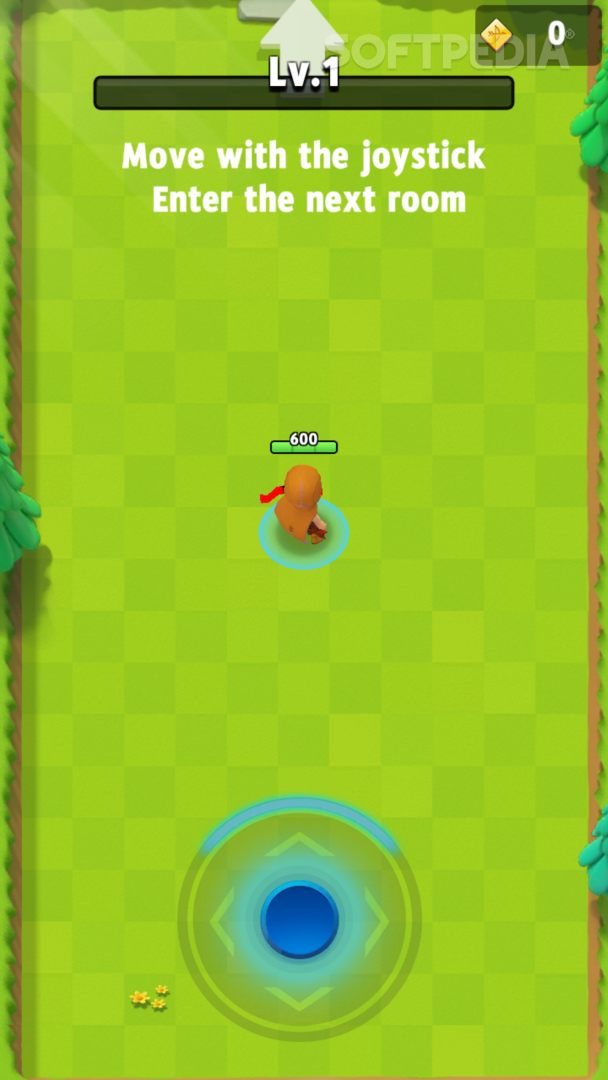 0
SOFTPEDIA®
Lv.1
Move with the joystick
Enter the next room
600